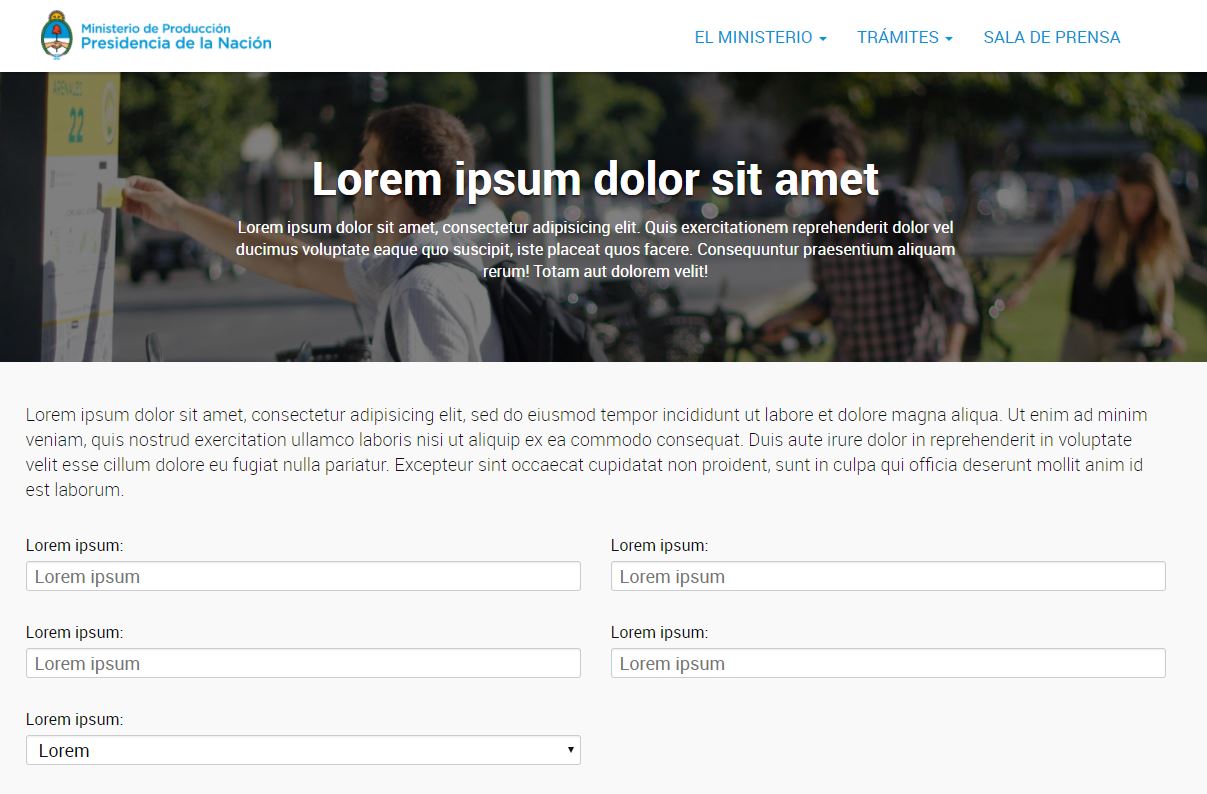 Ministerio de Producción
Presidencia de la Nación
EL MINISTERIO
TRÁMITES
SALA DE PRENSA
ARENALES
22
Lorem ipsum dolor sit amet
Lorem ipsum dolor sit amet, consectetur adipisicing elit. Quis exercitationem reprehenderit dolor vel
ducimus voluptate eaque quo suscipit, iste placeat quos facere. Consequuntur praesentium aliquam
rerum! Totam aut dolorem velit!
Lorem ipsum dolor sit amet, consectetur adipisicing elit, sed do eiusmod tempor incididunt ut labore et dolore magna aliqua. Ut enim ad minim
veniam, quis nostrud exercitation ullamco laboris nisi ut aliquip ex ea commodo consequat. Duis aute irure dolor in reprehenderit in voluptate
velit esse cillum dolore eu fugiat nulla pariatur. Excepteur sint occaecat cupidatat non proident, sunt in culpa qui officia deserunt mollit anim id
est laborum.
Lorem ipsum:
Lorem ipsum
Lorem ipsum:
Lorem ipsum
Lorem ipsum:
Lorem ipsum
Lorem ipsum:
Lorem ipsum
Lorem ipsum:
Lorem